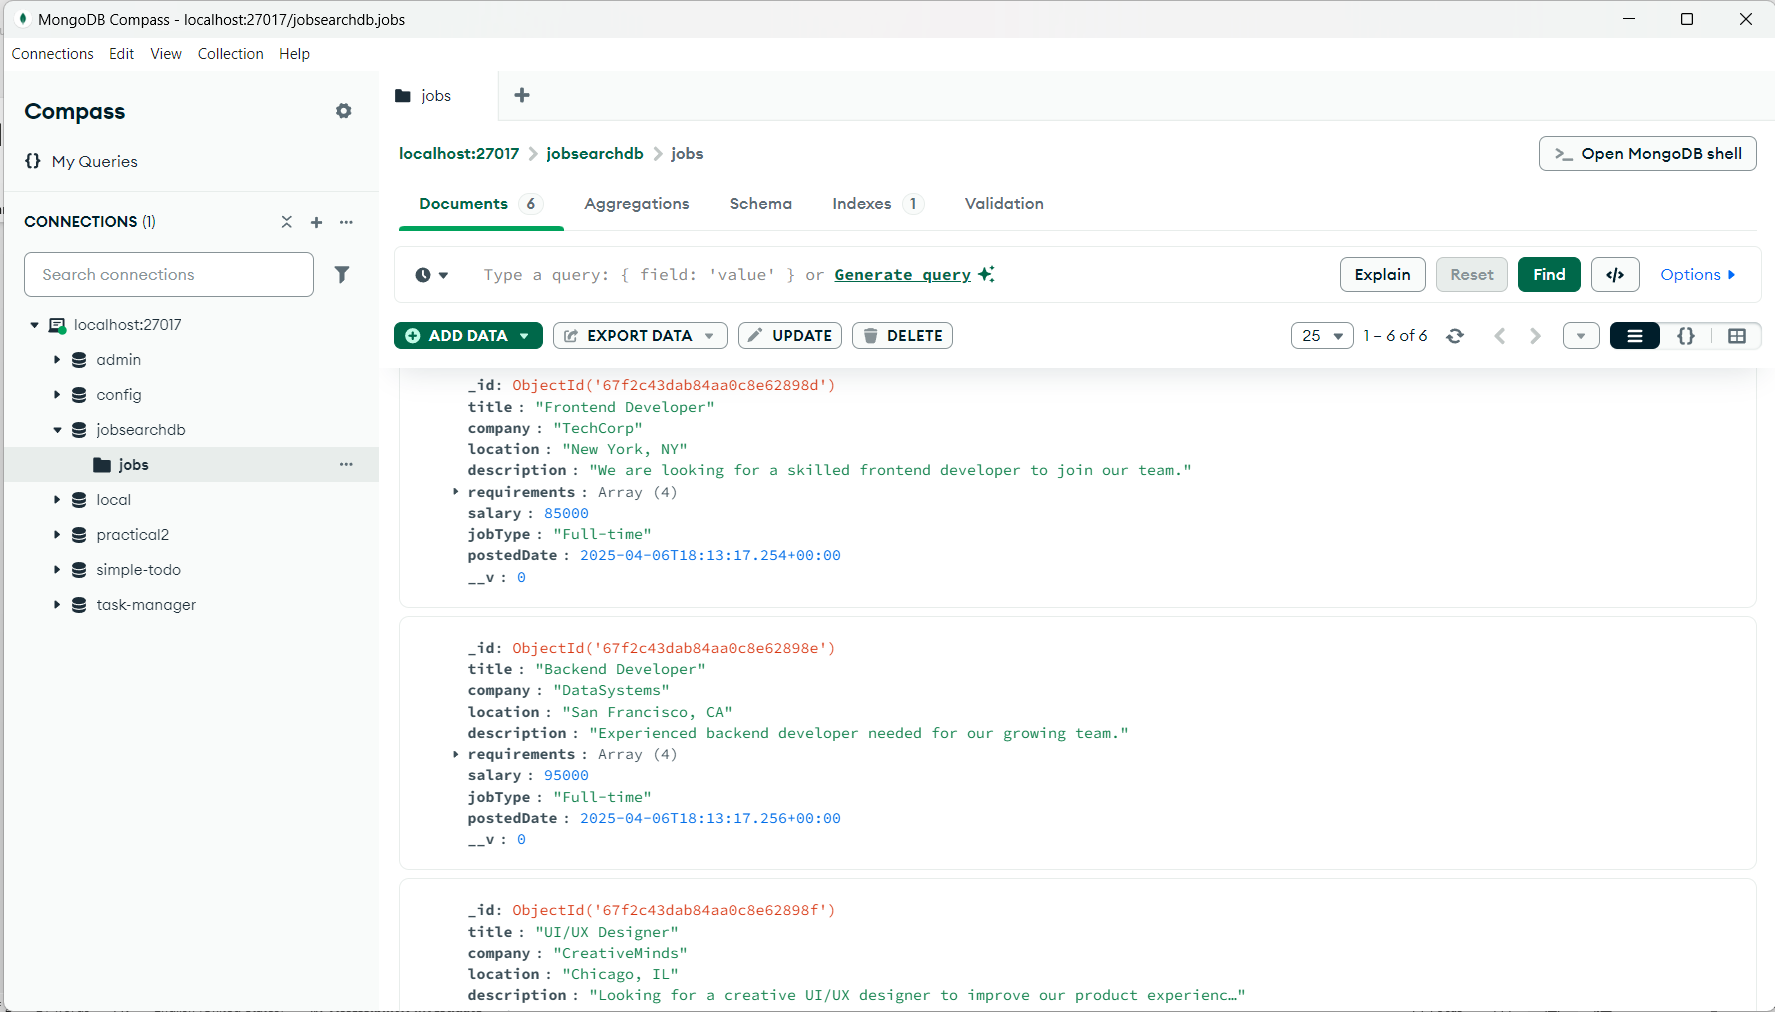 MongoDB Compass - localhost:27017/jobsearchdb.jobs
Connections Edit View Collection Help
Compass
{} My Queries
CONNECTIONS (1)
Search connections
localhost:27017
admin
config
jobsearchdb
jobs
local
practical2
simple-todo
task-manager
jobs
localhost:27017 > jobsearchdb > jobs
>_ Open MongoDB shell
Documents 6 Aggregations Schema Indexes 1 Validation
Type a query: { field: 'value' } or Generate query
Explain Reset Find </> Options
ADD DATA EXPORT DATA UPDATE DELETE
25 1 – 6 of 6 {}
_id: ObjectId('67f2c43dab84aa0c8e62898d')
title : "Frontend Developer"
company : "TechCorp"
location : "New York, NY"
description : "We are looking for a skilled frontend developer to join our team."
requirements : Array (4)
salary : 85000
jobType : "Full-time"
postedDate : 2025-04-06T18:13:17.254+00:00
__v : 0
_id: ObjectId('67f2c43dab84aa0c8e62898e')
title : "Backend Developer"
company : "DataSystems"
location : "San Francisco, CA"
description : "Experienced backend developer needed for our growing team."
requirements : Array (4)
salary : 95000
jobType : "Full-time"
postedDate : 2025-04-06T18:13:17.256+00:00
__v : 0
_id: ObjectId('67f2c43dab84aa0c8e62898f')
title : "UI/UX Designer"
company : "CreativeMinds"
location : "Chicago, IL"
description : "Looking for a creative UI/UX designer to improve our product experienc…"